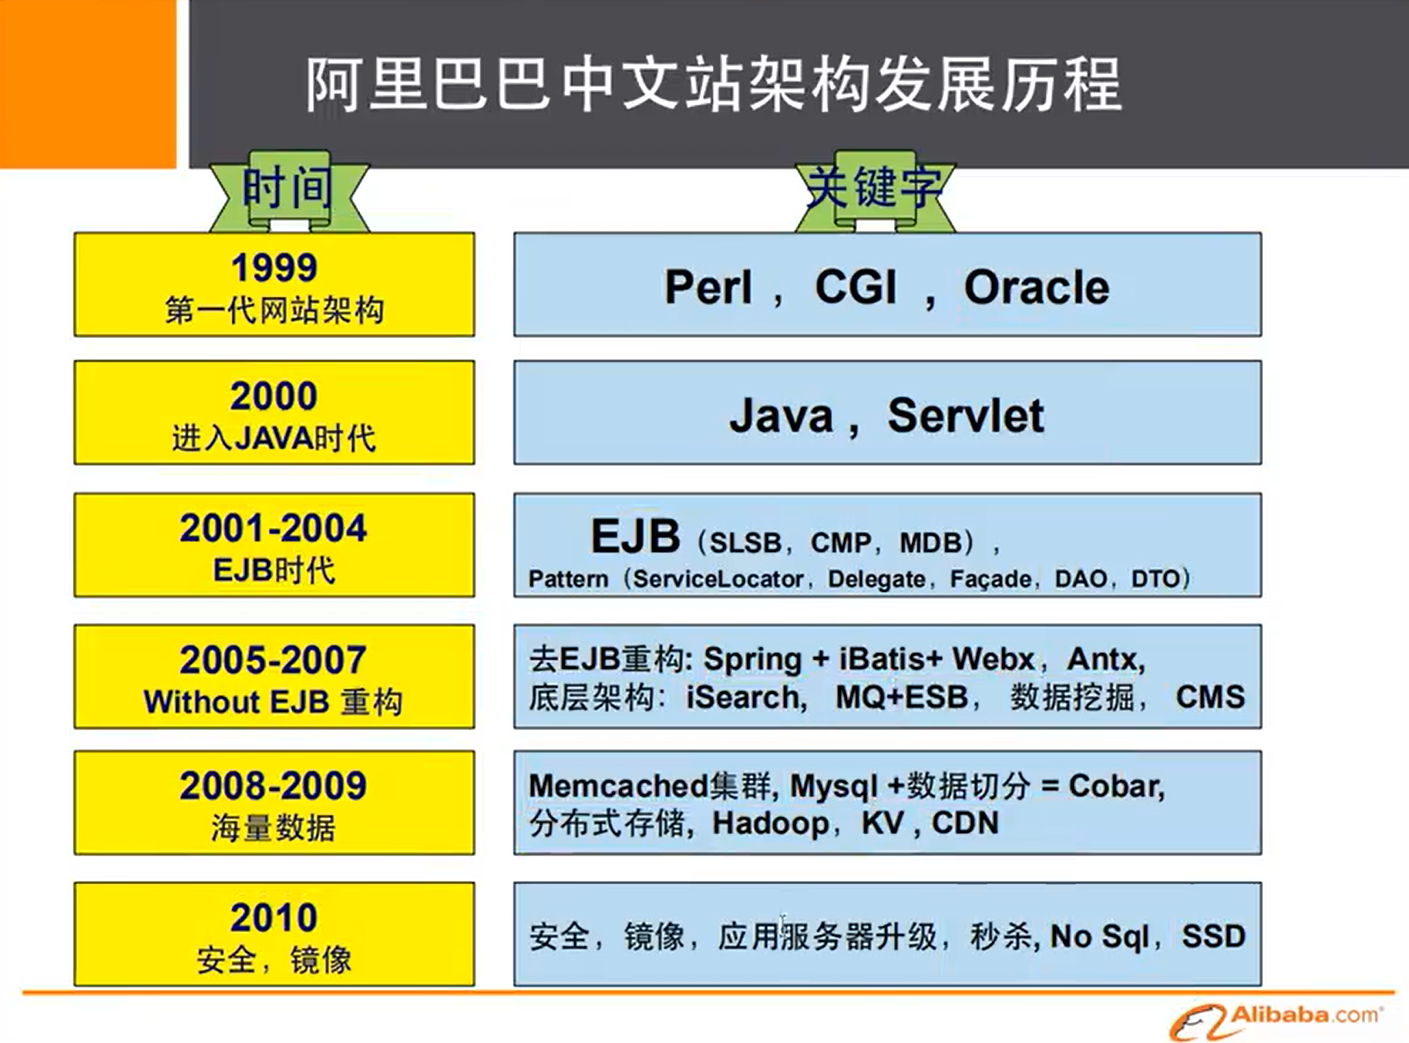 阿里巴巴中文站架构发展历程
时间
关键字
1999
第一代网站架构
Perl ， CGI ，Oracle
2000
进入JAVA时代
Java ，Servlet
2001-2004
EJB时代
EJB（SLSB，CMP，MDB），
Pattern（ServiceLocator，Delegate，Façade，DAO，DTO）
2005-2007
Without EJB 重构
去EJB重构: Spring + iBatis+ Webx，Antx,
底层架构：iSearch, MQ+ESB， 数据挖掘， CMS
2008-2009
海量数据
Memcached集群, Mysql +数据切分 = Cobar,
分布式存储, Hadoop，KV , CDN
2010
安全，镜像
安全，镜像，应用服务器升级，秒杀, No Sql，SSD
Alibaba.com®